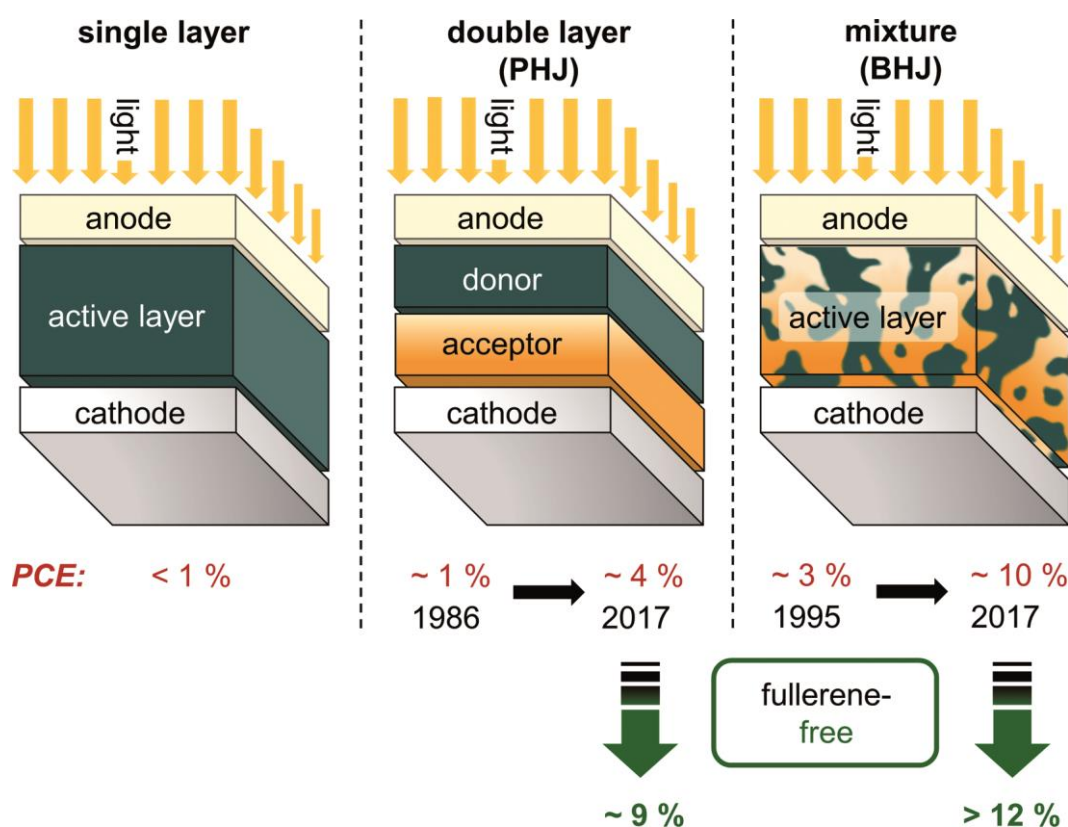 single layer
light
anode
active layer
cathode
PCE:
< 1 %
double layer
(PHJ)
light
anode
donor
acceptor
cathode
~ 1 %
~ 4 %
1986
2017
mixture
(BHJ)
light
anode
active layer
cathode
~ 3 %
~ 10 %
1995
2017
fullerene-
free
~ 9 %
> 12 %